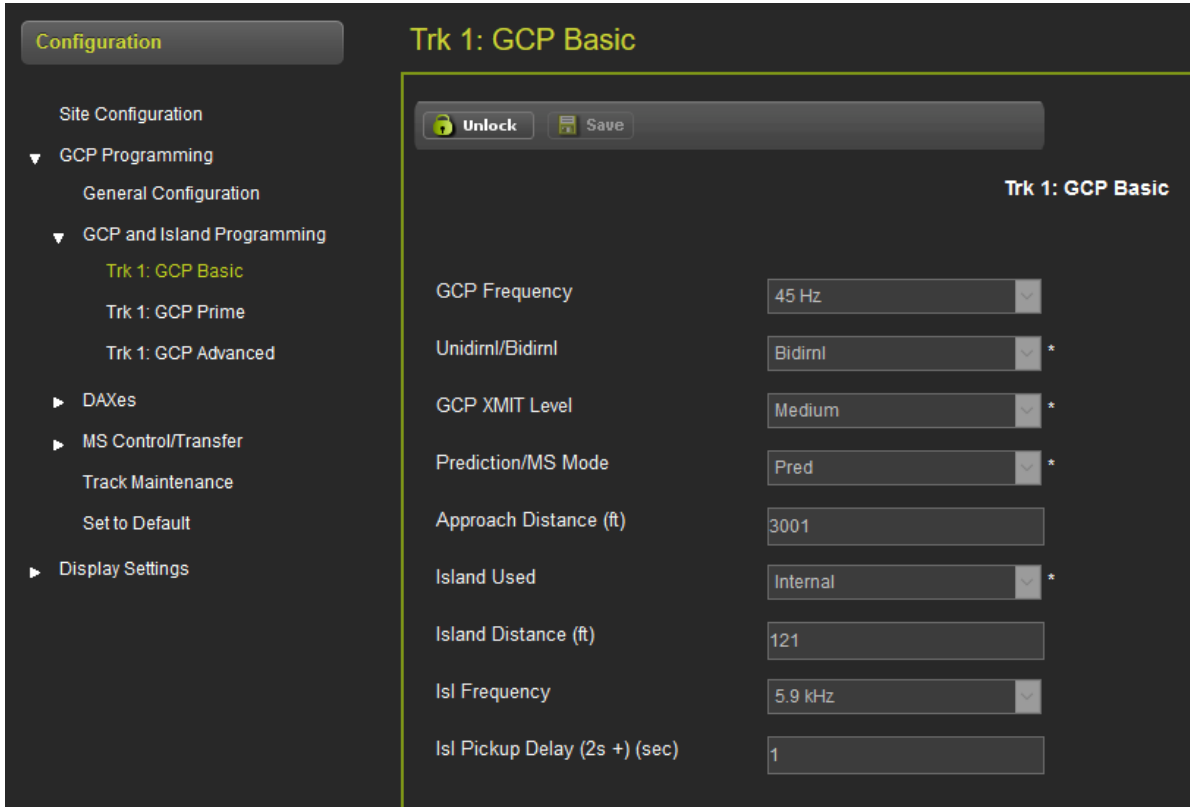 Configuration
Site Configuration
GCP Programming
General Configuration
GCP and Island Programming
Trk 1: GCP Basic
Trk 1: GCP Prime
Trk 1: GCP Advanced
DAXes
MS Control/Transfer
Track Maintenance
Set to Default
Display Settings
Trk 1: GCP Basic
Unlock Save
Trk 1: GCP Basic
GCP Frequency 45 Hz
Unidirnl/Bidirnl Bidirnl *
GCP XMIT Level Medium *
Prediction/MS Mode Pred *
Approach Distance (ft) 3001
Island Used Internal *
Island Distance (ft) 121
Isl Frequency 5.9 kHz
Isl Pickup Delay (2s +) (sec) 1